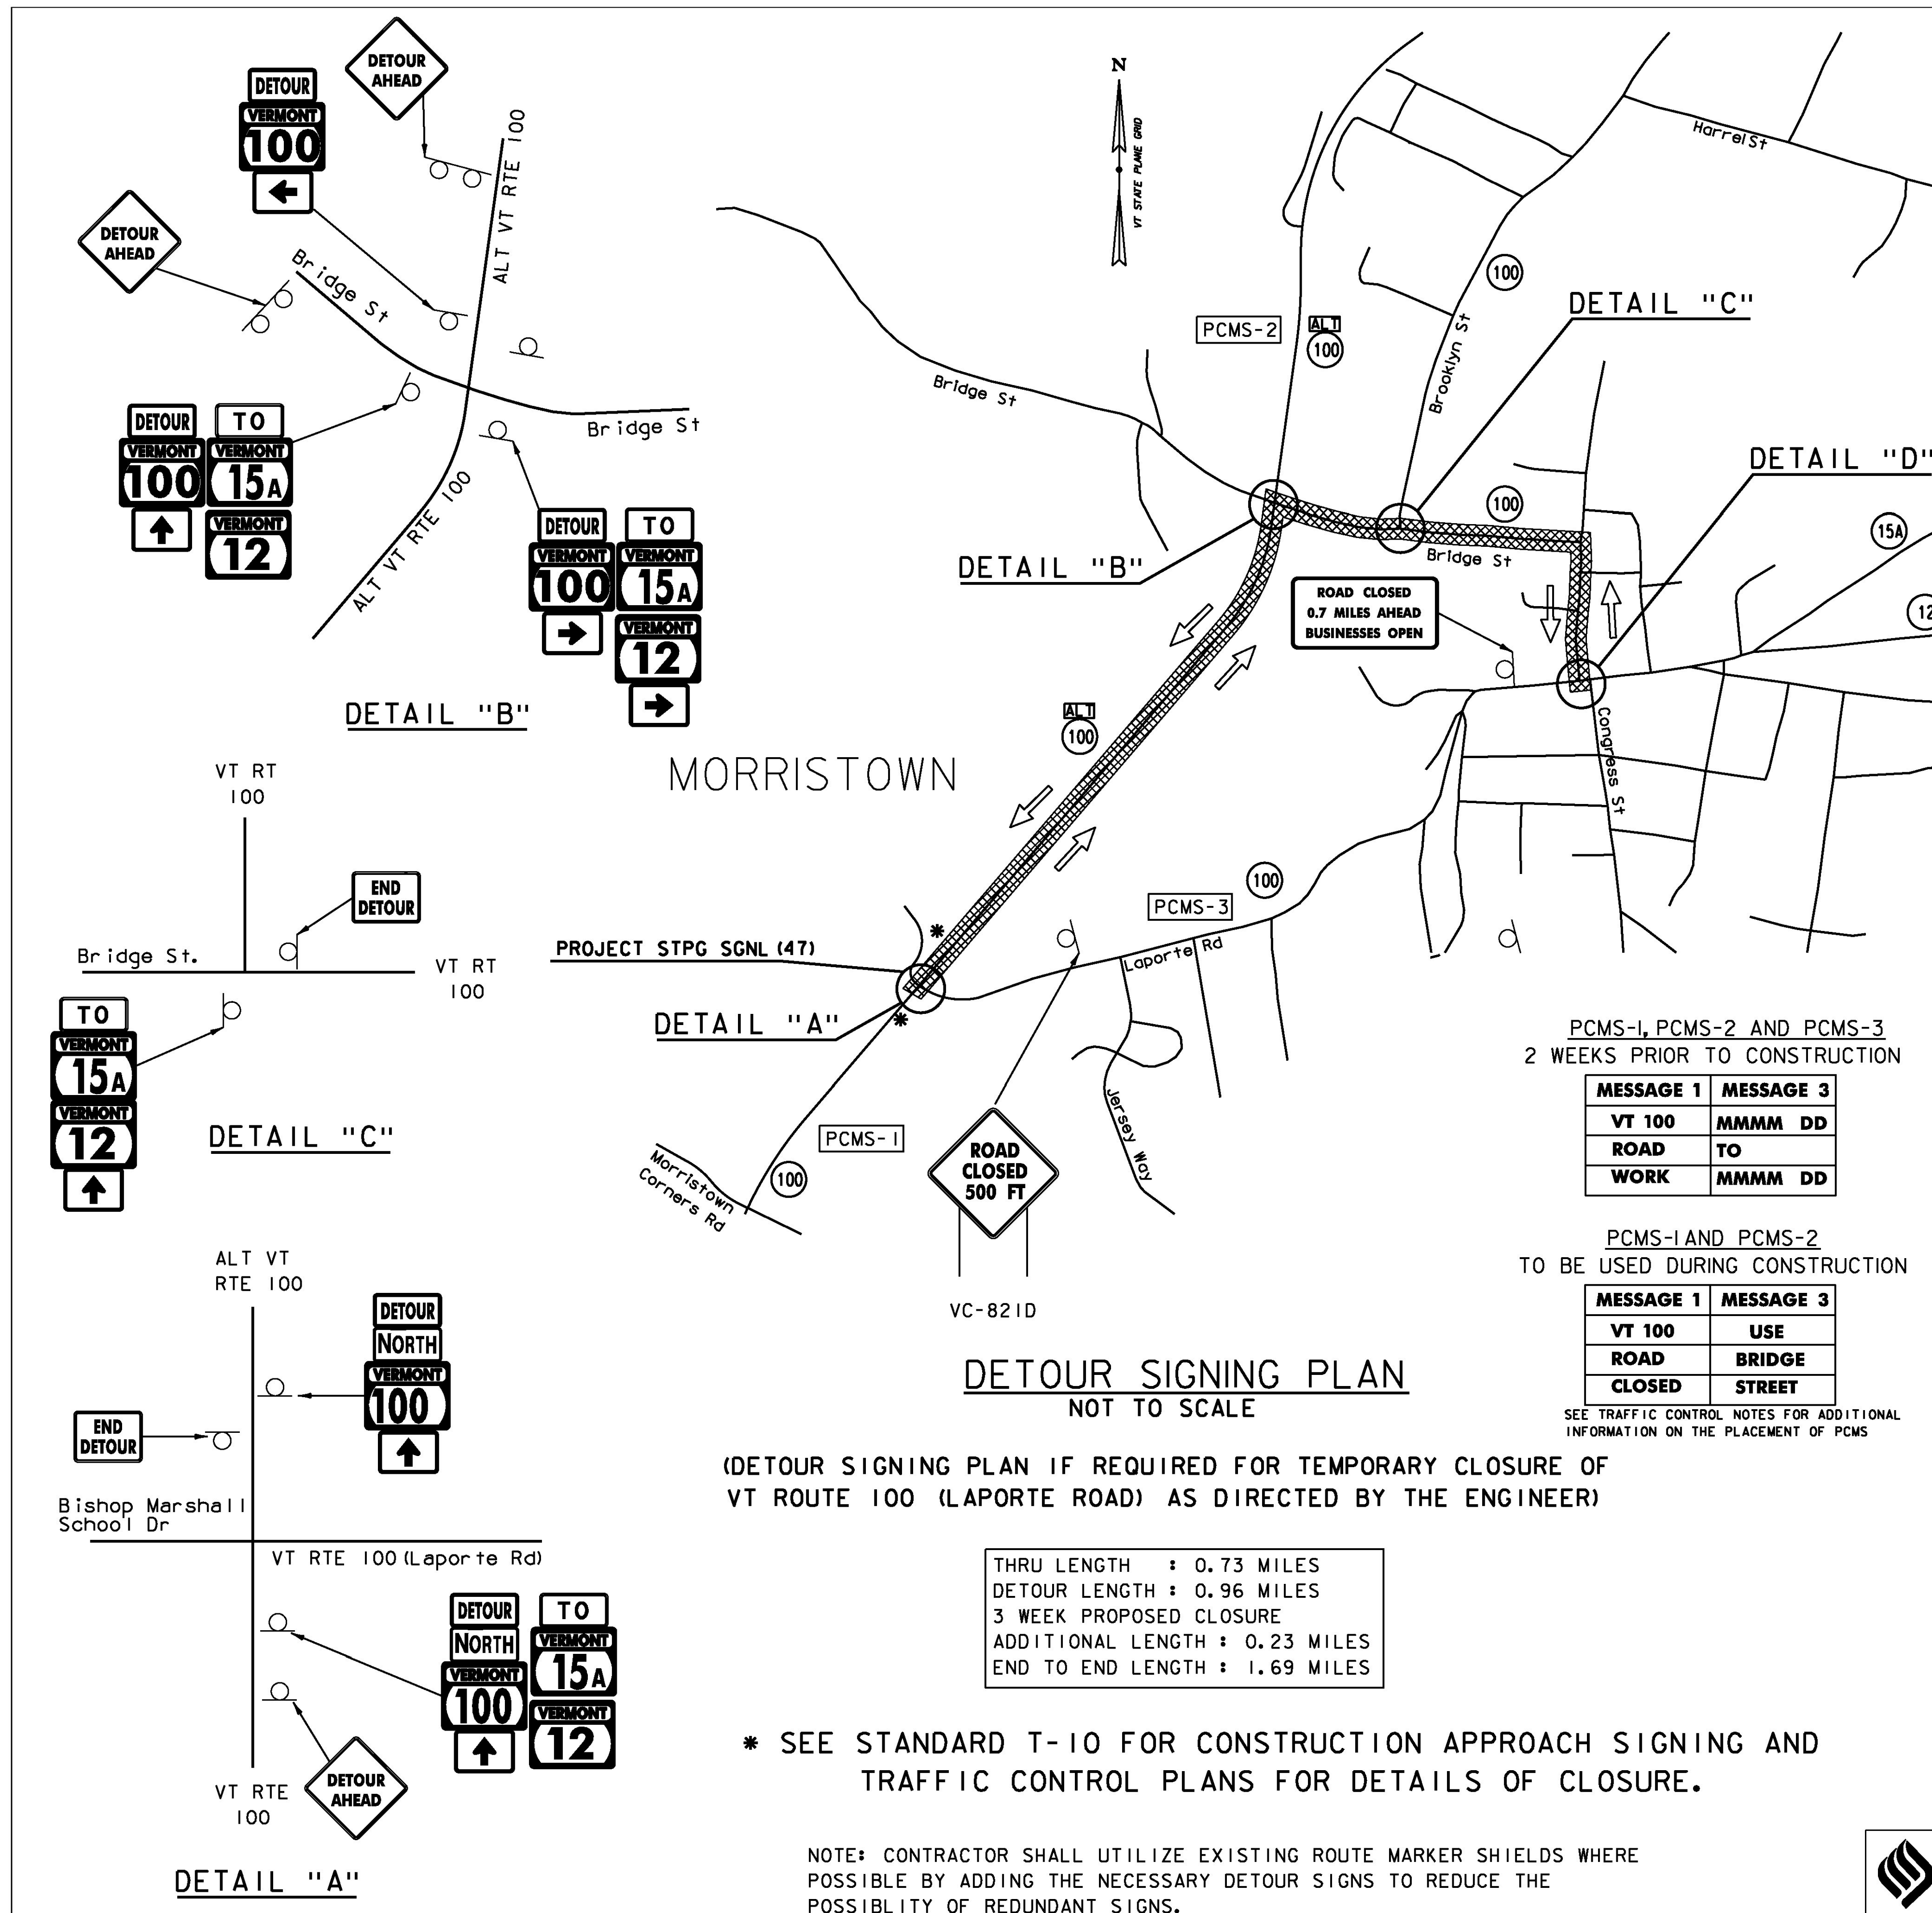 DETOUR
AHEAD
DETOUR
VERMONT
100
DETOUR
AHEAD
ALT VT RTE 100
Bridge St
Bridge St
ALT VT RTE 100
DETOUR
VERMONT
100
TO
VERMONT
15A
VERMONT
12
DETOUR
VERMONT
100
TO
VERMONT
15A
VERMONT
12
DETAIL "B"
N
VT STATE PLANE GRID
Harrel St
100
DETAIL "C"
PCMS-2
ALT
100
Brooklyn St
Bridge St
DETAIL "D"
100
15A
DETAIL "B"
Bridge St
ROAD CLOSED
0.7 MILES AHEAD
BUSINESSES OPEN
12
ALT
100
Congress St
MORRISTOWN
PCMS-3
100
PROJECT STPG SGNL (47)
*
Laporte Rd
DETAIL "A"
*
Jersey Way
PCMS-1
100
Morristown
Corners Rd
ROAD
CLOSED
500 FT
VC-821D
VT RT
100
END
DETOUR
Bridge St.
VT RT
100
TO
VERMONT
15A
VERMONT
12
DETAIL "C"
PCMS-1, PCMS-2 AND PCMS-3
2 WEEKS PRIOR TO CONSTRUCTION
MESSAGE 1 MESSAGE 3
VT 100 MMMM DD
ROAD TO
WORK MMMM DD
PCMS-1 AND PCMS-2
TO BE USED DURING CONSTRUCTION
MESSAGE 1 MESSAGE 3
VT 100 USE
ROAD BRIDGE
CLOSED STREET
SEE TRAFFIC CONTROL NOTES FOR ADDITIONAL
INFORMATION ON THE PLACEMENT OF PCMS
ALT VT
RTE 100
DETOUR
NORTH
VERMONT
100
END
DETOUR
Bishop Marshall
School Dr
VT RTE 100 (Laporte Rd)
DETOUR
NORTH
VERMONT
100
TO
VERMONT
15A
VERMONT
12
DETOUR
AHEAD
VT RTE
100
DETAIL "A"
DETOUR SIGNING PLAN
NOT TO SCALE
(DETOUR SIGNING PLAN IF REQUIRED FOR TEMPORARY CLOSURE OF
VT ROUTE 100 (LAPORTE ROAD) AS DIRECTED BY THE ENGINEER)
THRU LENGTH : 0.73 MILES
DETOUR LENGTH : 0.96 MILES
3 WEEK PROPOSED CLOSURE
ADDITIONAL LENGTH : 0.23 MILES
END TO END LENGTH : 1.69 MILES
* SEE STANDARD T-10 FOR CONSTRUCTION APPROACH SIGNING AND
TRAFFIC CONTROL PLANS FOR DETAILS OF CLOSURE.
NOTE: CONTRACTOR SHALL UTILIZE EXISTING ROUTE MARKER SHIELDS WHERE
POSSIBLE BY ADDING THE NECESSARY DETOUR SIGNS TO REDUCE THE
POSSIBLITY OF REDUNDANT SIGNS.